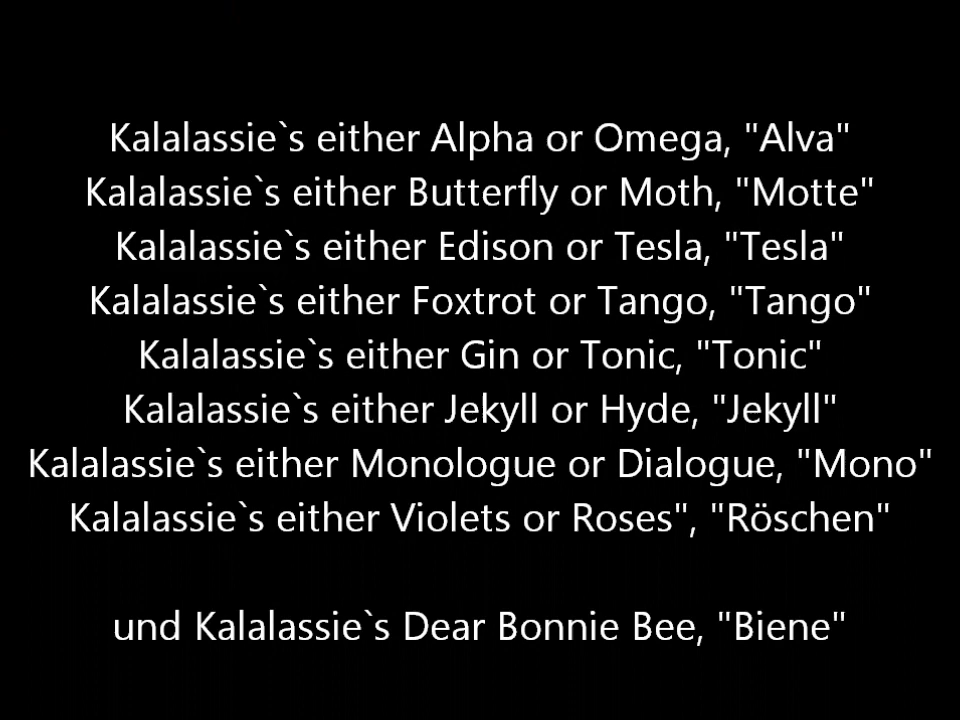 Kalalassie`s either Alpha or Omega, "Alva"
Kalalassie`s either Butterfly or Moth, "Motte"
Kalalassie`s either Edison or Tesla, "Tesla"
Kalalassie`s either Foxtrot or Tango, "Tango"
Kalalassie`s either Gin or Tonic, "Tonic"
Kalalassie`s either Jekyll or Hyde, "Jekyll"
Kalalassie`s either Monologue or Dialogue, "Mono"
Kalalassie`s either Violets or Roses", "Röschen"
und Kalalassie`s Dear Bonnie Bee, "Biene"